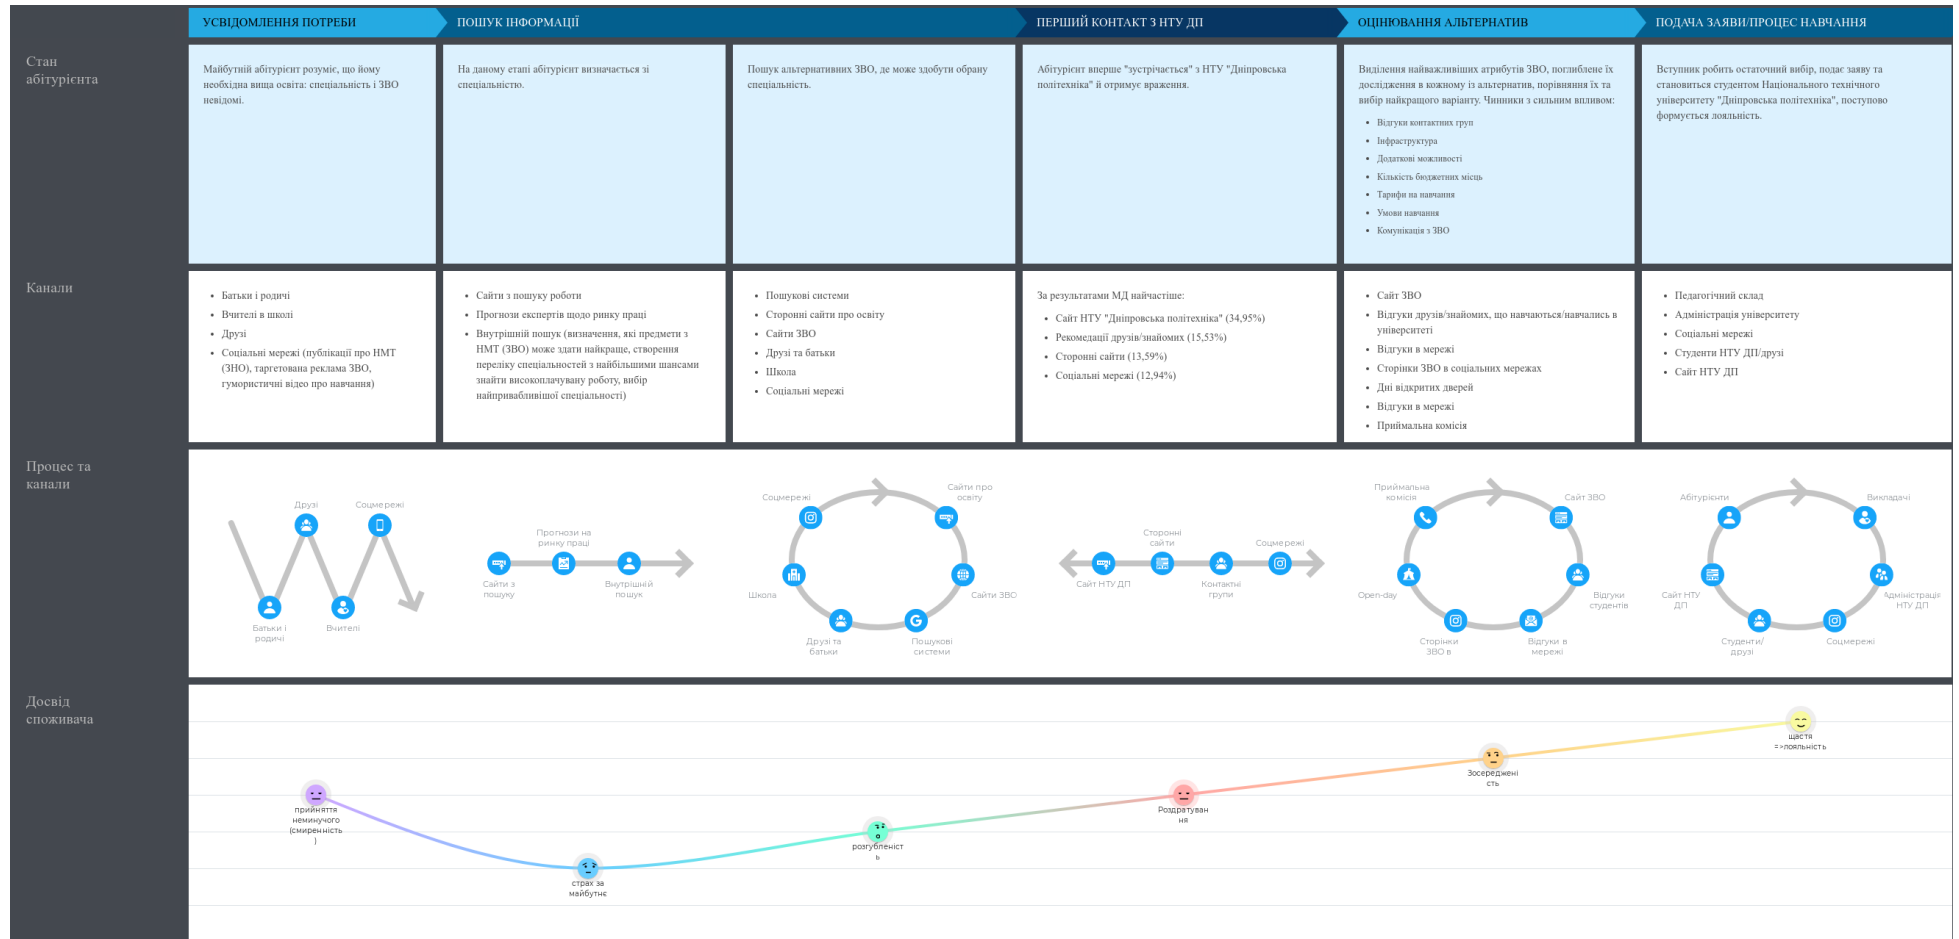 УСВІДОМЛЕННЯ ПОТРЕБИ
ПОШУК ІНФОРМАЦІЇ
ПЕРШИЙ КОНТАКТ З НТУ ДП
ОЦІНЮВАННЯ АЛЬТЕРНАТИВ
ПОДАЧА ЗАЯВИ/ПРОЦЕС НАВЧАННЯ
Стан
абітурієнта
Майбутній абітурієнт розуміє, що йому
необхідна вища освіта: спеціальність і ЗВО
невідомі.
На даному етапі абітурієнт визначається зі
спеціальністю.
Пошук альтернативних ЗВО, де може здобути обрану
спеціальність.
Абітурієнт вперше "зустрічається" з НТУ "Дніпровська
політехніка" й отримує враження.
Виділення найважливіших атрибутів ЗВО, поглиблене їх
дослідження в кожному із альтернатив, порівняння їх та
вибір найкращого варіанту. Чинники з сильним впливом:
• Відгуки контактних груп
• Інфраструктура
• Додаткові можливості
• Кількість бюджетних місць
• Тарифи на навчання
• Умови навчання
• Комунікація з ЗВО
Вступник робить остаточний вибір, подає заяву та
становиться студентом Національного технічного
університету "Дніпровська політехніка", поступово
формується лояльність.
Канали
• Батьки і родичі
• Вчителі в школі
• Друзі
• Соціальні мережі (публікації про НМТ
(ЗНО), таргетована реклама ЗВО,
гумористичні відео про навчання)
• Сайти з пошуку роботи
• Прогнози експертів щодо ринку праці
• Внутрішній пошук (визначення, які предмети з
НМТ (ЗВО) може здати найкраще, створення
переліку спеціальностей з найбільшими шансами
знайти високоплачувану роботу, вибір
найпривабливішої спеціальності)
• Пошукові системи
• Сторонні сайти про освіту
• Сайти ЗВО
• Друзі та батьки
• Школа
• Соціальні мережі
За результатами МД найчастіше:
• Сайт НТУ "Дніпровська політехніка" (34,95%)
• Рекомедації друзів/знайомих (15,53%)
• Сторонні сайти (13,59%)
• Соціальні мережі (12,94%)
• Сайт ЗВО
• Відгуки друзів/знайомих, що навчаються/навчались в
університеті
• Відгуки в мережі
• Сторінки ЗВО в соціальних мережах
• Дні відкритих дверей
• Відгуки в мережі
• Приймальна комісія
• Педагогічний склад
• Адміністрація університету
• Соціальні мережі
• Студенти НТУ ДП/друзі
• Сайт НТУ ДП
Процес та
канали
Друзі
Соцмережі
Батьки і
родичі
Вчителі
Прогнози на
ринку праці
Сайти з
пошуку
Внутрішній
пошук
Соцмережі
Сайти про
освіту
Школа
Сайти ЗВО
Друзі та
батьки
Пошукові
системи
Сторонні
сайти
Соцмережі
Сайт НТУ ДП
Контактні
групи
Приймальна
комісія
Сайт ЗВО
Open-day
Відгуки
студентів
Сторінки
ЗВО в
Відгуки в
мережі
Абітурієнти
Викладачі
Сайт НТУ
ДП
Адміністрація
НТУ ДП
Студенти/
друзі
Соцмережі
Досвід
споживача
прийняття
неминучого
(смиренність
)
страх за
майбутнє
розгубленіст
ь
Роздратуван
ня
Зосереджені
сть
щастя
=>лояльність